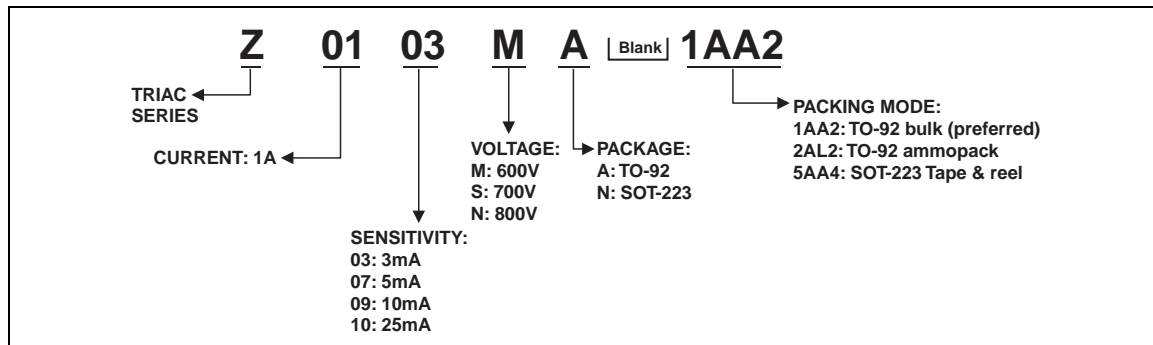 Z 01 03 M A Blank 1AA2
TRIAC
SERIES
CURRENT: 1A
SENSITIVITY:
03: 3mA
07: 5mA
09: 10mA
10: 25mA
VOLTAGE:
M: 600V
S: 700V
N: 800V
PACKAGE:
A: TO-92
N: SOT-223
PACKING MODE:
1AA2: TO-92 bulk (preferred)
2AL2: TO-92 ammopack
5AA4: SOT-223 Tape & reel